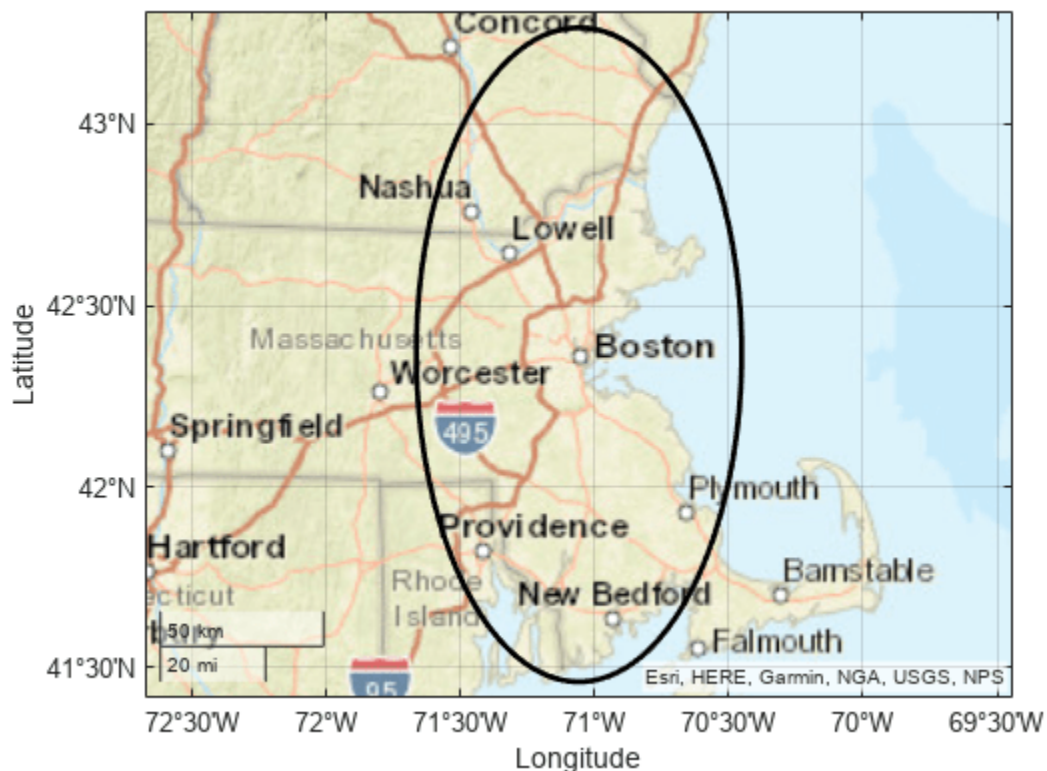 Concord
43°N
Nashua
Lowell
42°30'N
Massachusetts
Boston
Worcester
Springfield
495
42°N
Plymouth
Providence
Hartford
Rhode
Island
New Bedford
Barnstable
ecticut
50 km
Falmouth
20 mi
41°30'N
95
Esri, HERE, Garmin, NGA, USGS, NPS
72°30'W
72°W
71°30'W
71°W
70°30'W
70°W
69°30'W
Longitude
Latitude